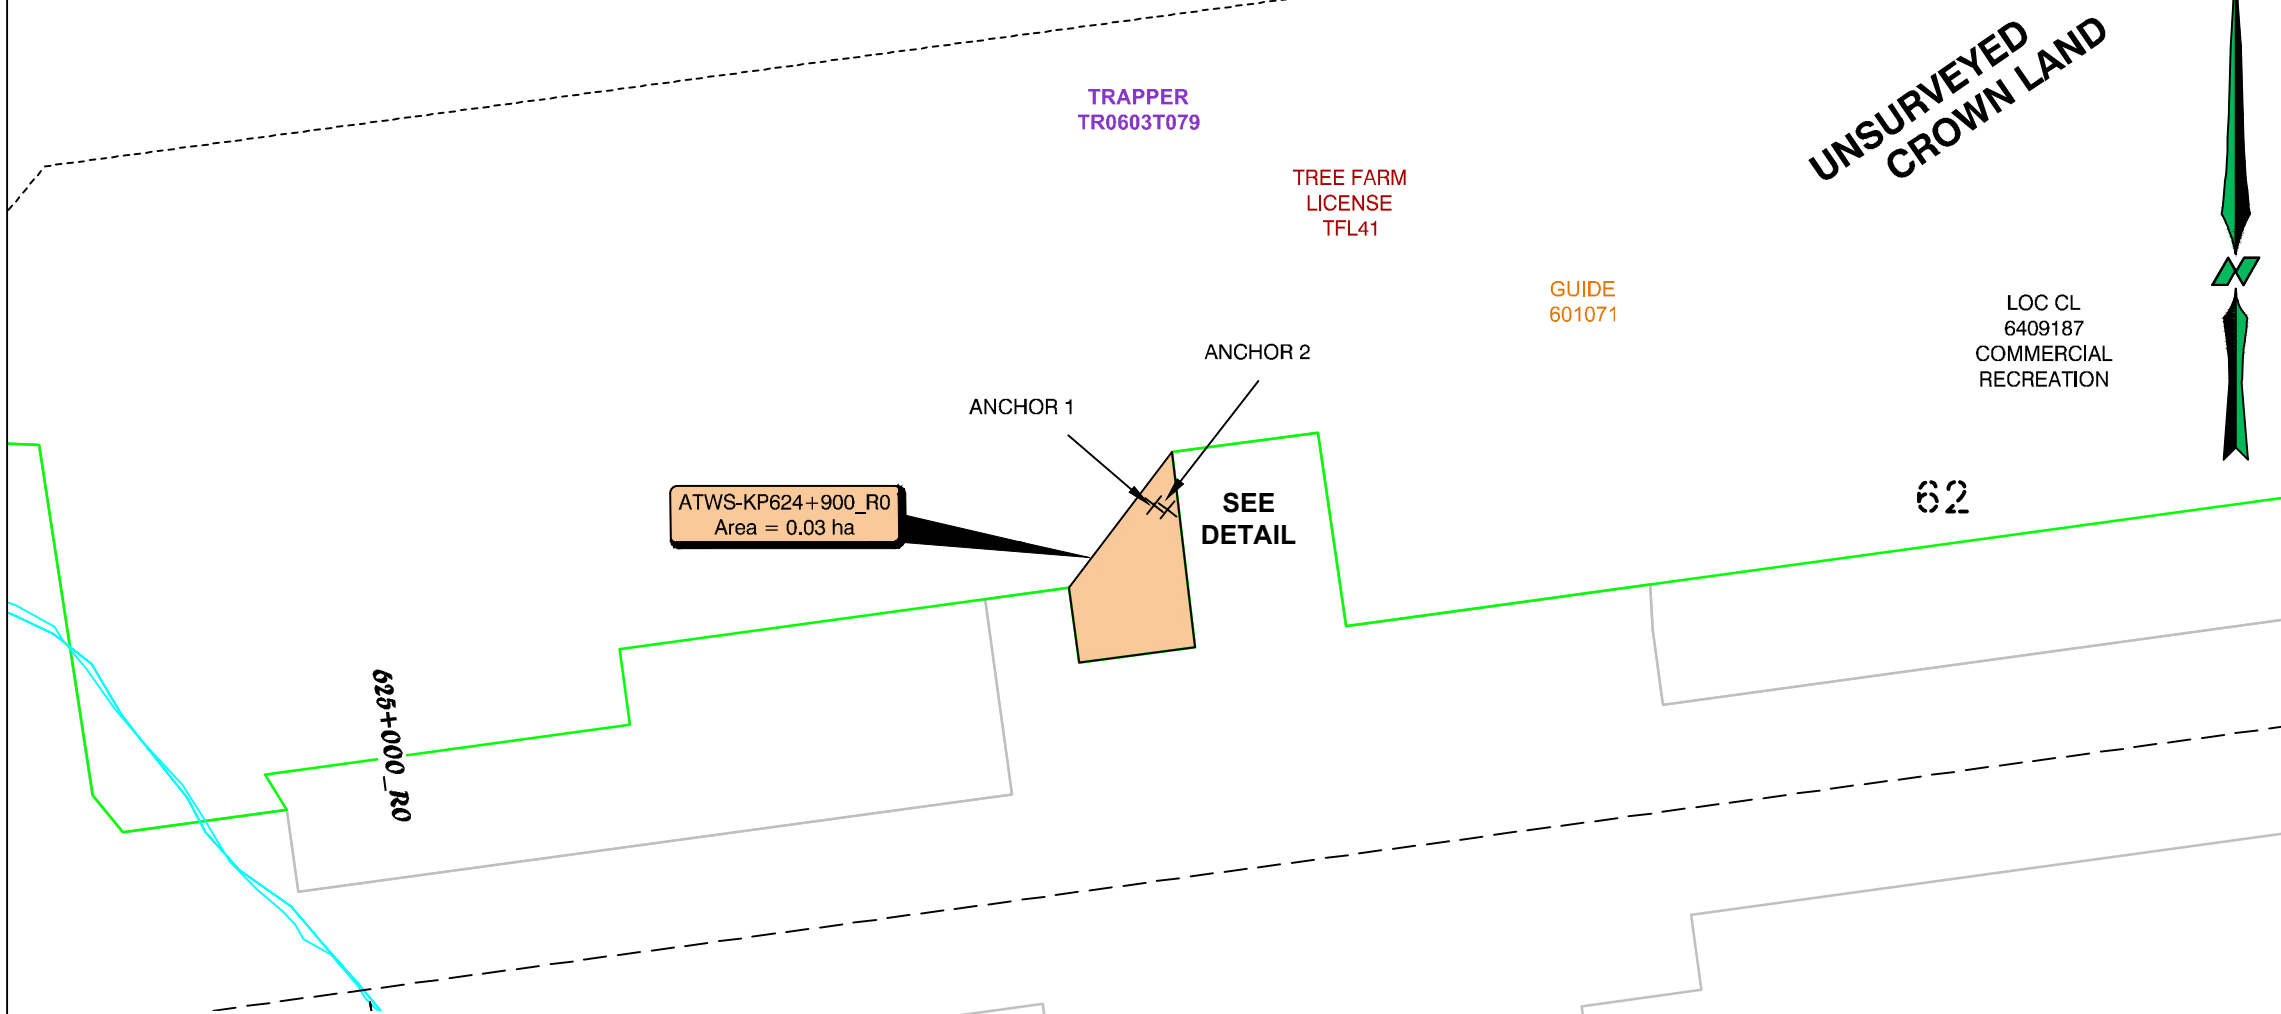 UNSURVEYED
CROWN LAND
TRAPPER
TR0603T079
TREE FARM
LICENSE
TFL41
GUIDE
601071
LOC CL
6409187
COMMERCIAL
RECREATION
N
ANCHOR 2
ANCHOR 1
ATWS-KP624+900_R0
Area = 0.03 ha
SEE
DETAIL
62
625+000_R0